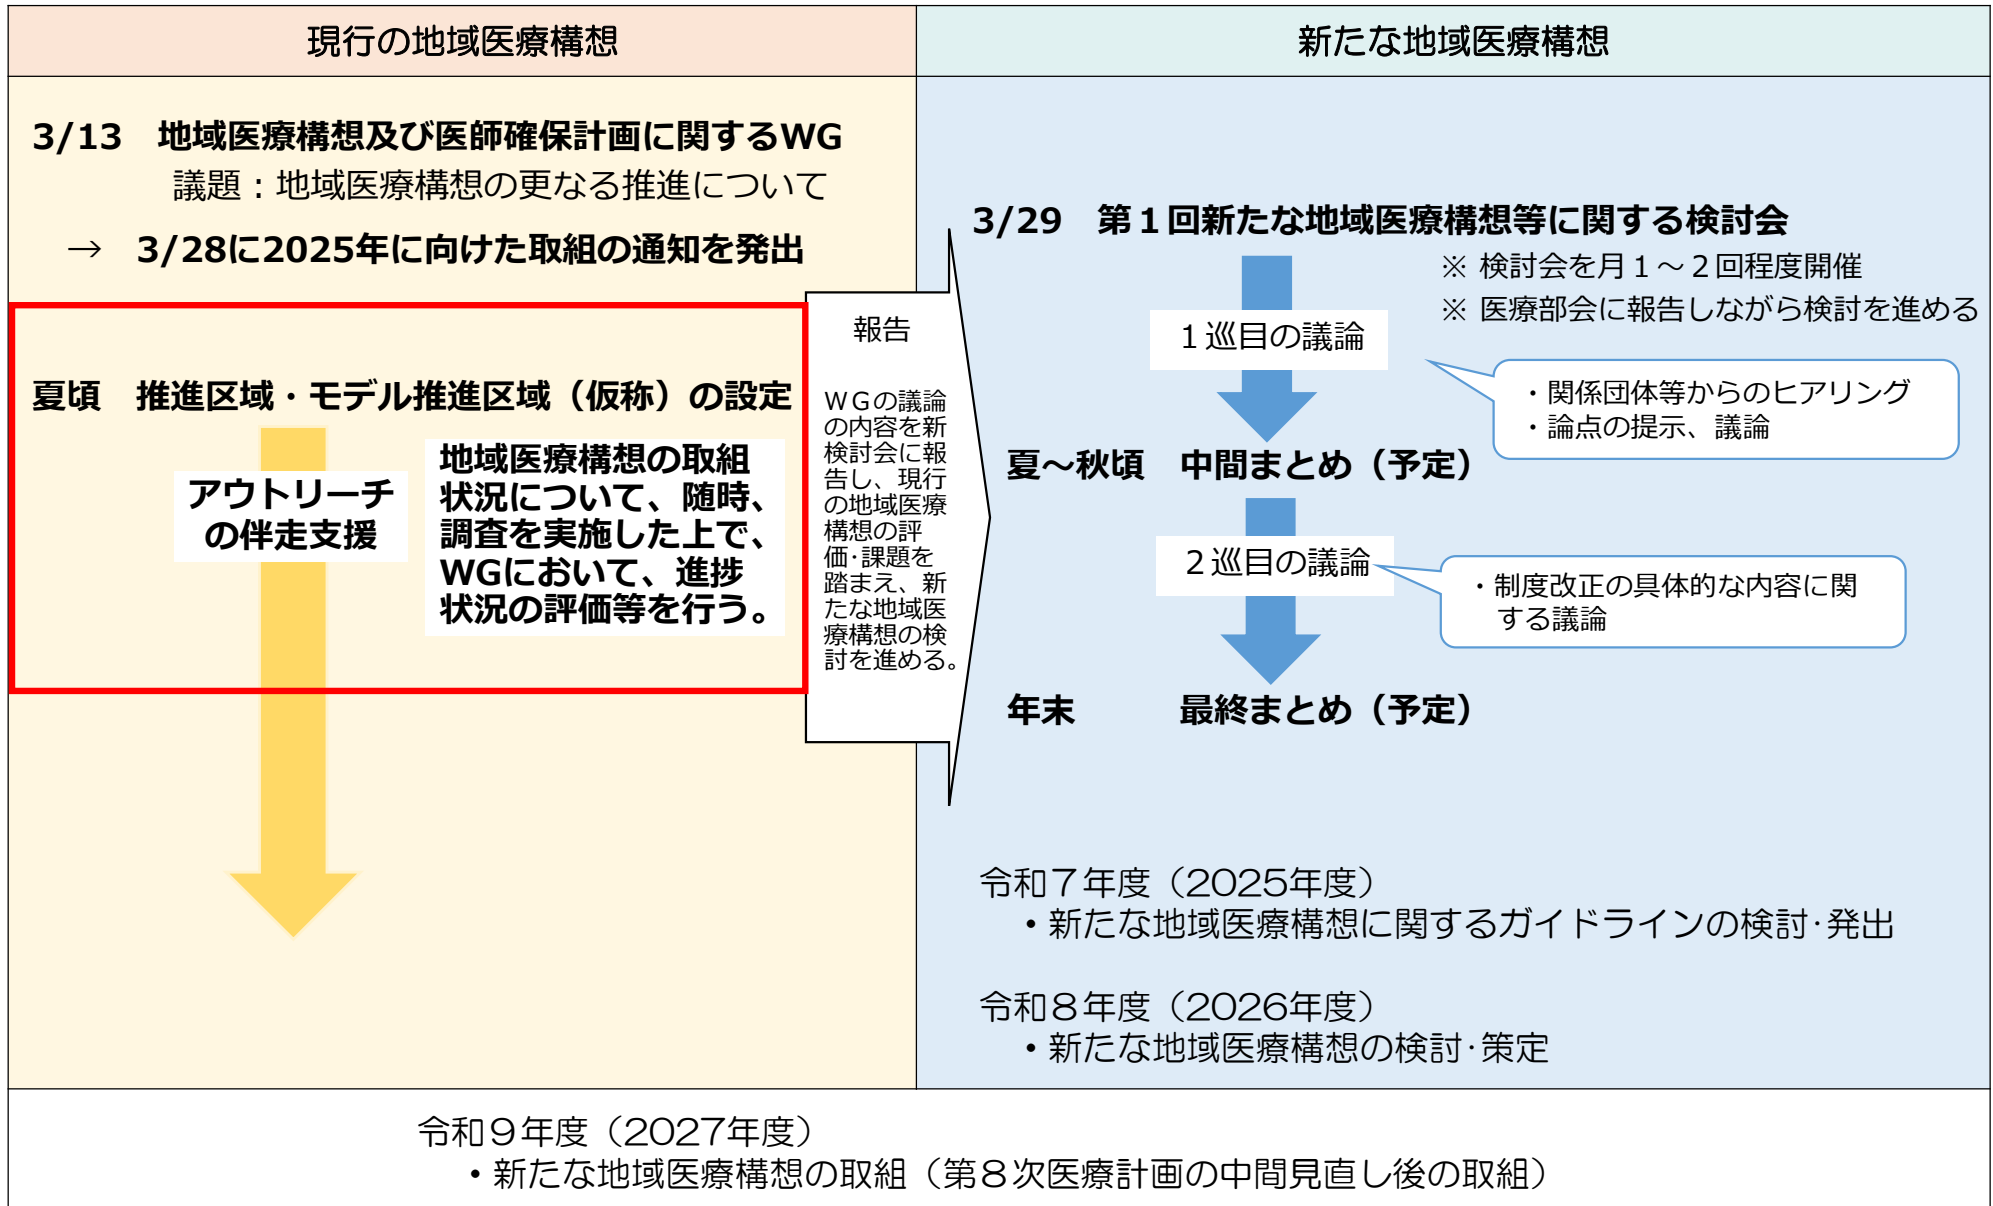 現行の地域医療構想
新たな地域医療構想
3/13　地域医療構想及び医師確保計画に関するWG
議題：地域医療構想の更なる推進について
→　3/28に2025年に向けた取組の通知を発出
夏頃　推進区域・モデル推進区域（仮称）の設定
アウトリーチ
の伴走支援
地域医療構想の取組
状況について、随時、
調査を実施した上で、
WGにおいて、進捗
状況の評価等を行う。
報告
ＷＧの議論
の内容を新
検討会に報
告し、現行
の地域医療
構想の評
価･課題を
踏まえ、新
たな地域医
療構想の検
討を進める。
3/29　第１回新たな地域医療構想等に関する検討会
※ 検討会を月１～２回程度開催
※ 医療部会に報告しながら検討を進める
１巡目の議論
・関係団体等からのヒアリング
・論点の提示、議論
夏～秋頃　中間まとめ（予定）
２巡目の議論
・制度改正の具体的な内容に関
する議論
年末　　　最終まとめ（予定）
令和７年度（2025年度）
・新たな地域医療構想に関するガイドラインの検討･発出
令和８年度（2026年度）
・新たな地域医療構想の検討･策定
令和９年度（2027年度）
・新たな地域医療構想の取組（第８次医療計画の中間見直し後の取組）